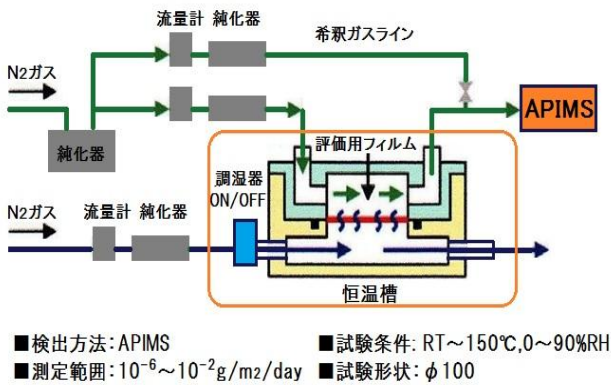 流量計 純化器
希釈ガスライン
N2ガス
APIMS
純化器
評価用フィルム
調湿器
ON/OFF
N2ガス
流量計 純化器
恒温槽
■検出方法:APIMS
■試験条件: RT～150℃,0～90%RH
■測定範囲:10⁻⁶～10⁻²g/m2/day
■試験形状:φ100